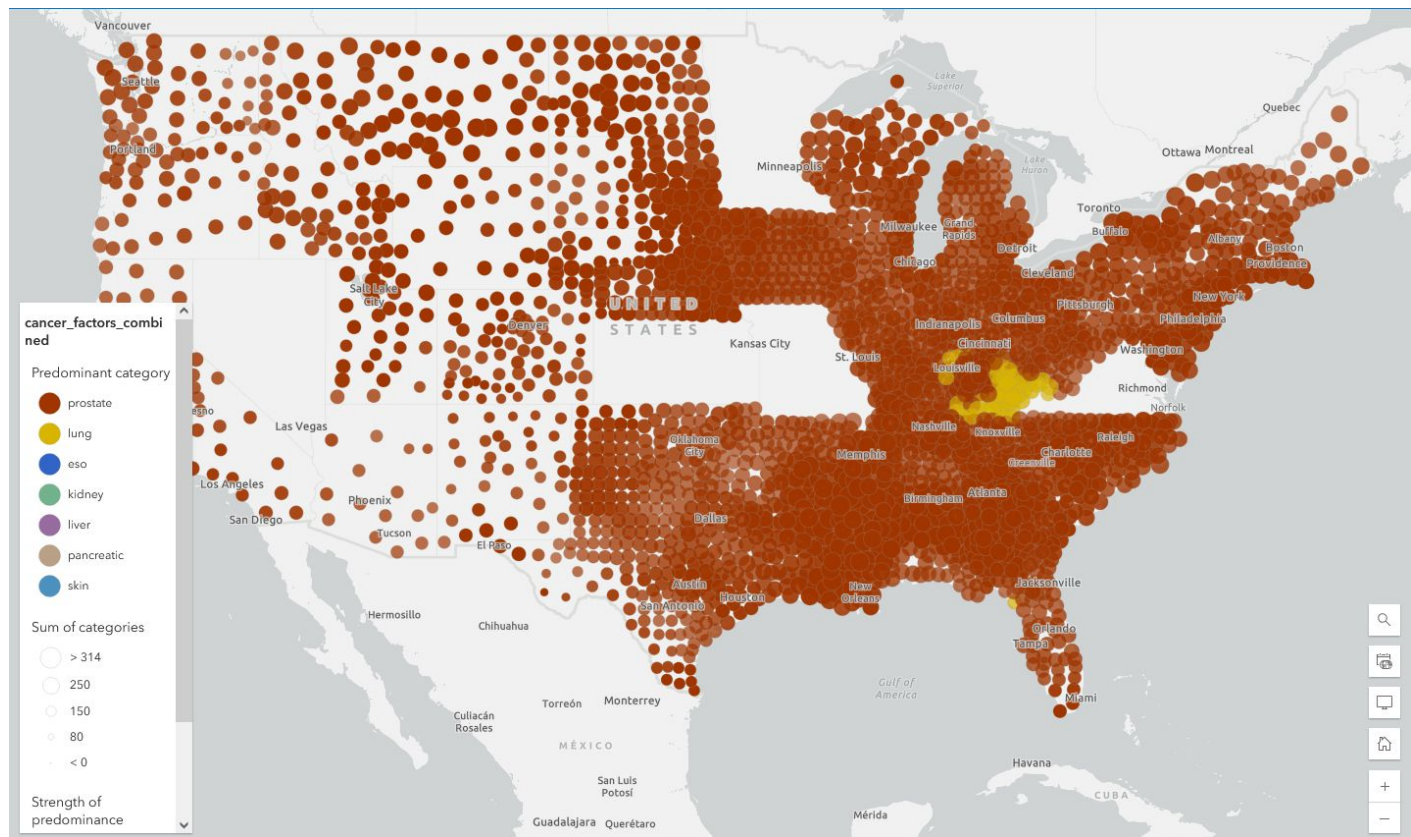 Vancouver
Seattle
Portland
Minneapolis
Lake
Superior
Lake
Huron
Quebec
Ottawa
Montreal
Toronto
Buffalo
Albany
Boston
Providence
Milwaukee
Grand
Rapids
Detroit
Chicago
Cleveland
New York
Pittsburgh
Philadelphia
Salt Lake
City
Denver
UNITED
STATES
Kansas City
St. Louis
Indianapolis
Columbus
Cincinnati
Louisville
Washington
Richmond
Norfolk
cancer_factors_combi
ned
Predominant category
prostate
lung
eso
kidney
liver
pancreatic
skin
Sum of categories
> 314
250
150
80
< 0
Strength of
predominance
esno
Las Vegas
Los Angeles
San Diego
Phoenix
Tucson
El Paso
Oklahoma
City
Dallas
Austin
San Antonio
Houston
New
Orleans
Memphis
Nashville
Knoxville
Raleigh
Charlotte
Greenville
Atlanta
Birmingham
Jacksonville
Orlando
Tampa
Miami
Gulf of
America
Hermosillo
Chihuahua
Torreón
Monterrey
Culiacán
Rosales
MÉXICO
San Luis
Potosí
Guadalajara
Querétaro
Mérida
Havana
CUBA
+
−